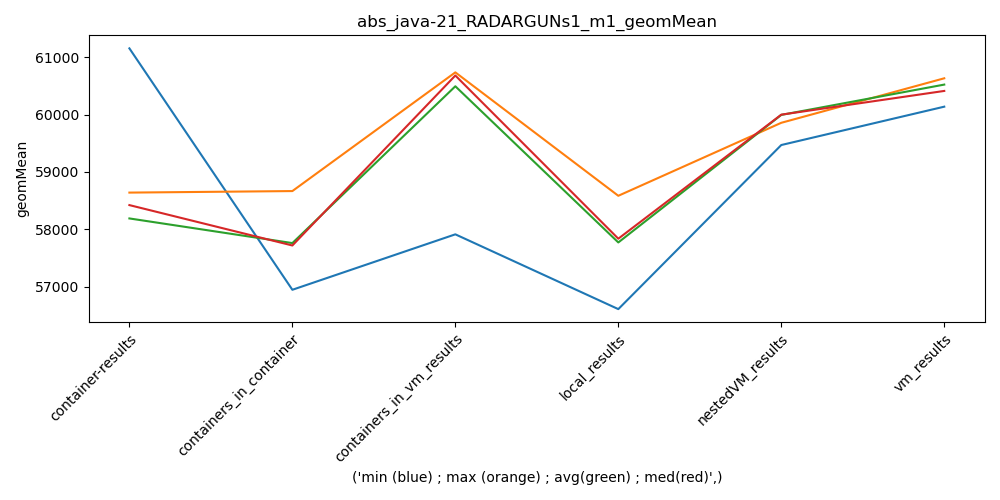 abs_java-21_RADARGUNs1_m1_geomMean
geomMean
61000
60000
59000
58000
57000
container-results
containers_in_container
containers_in_vm_results
local_results
nestedVM_results
vm_results
('min (blue) ; max (orange) ; avg(green) ; med(red)',)